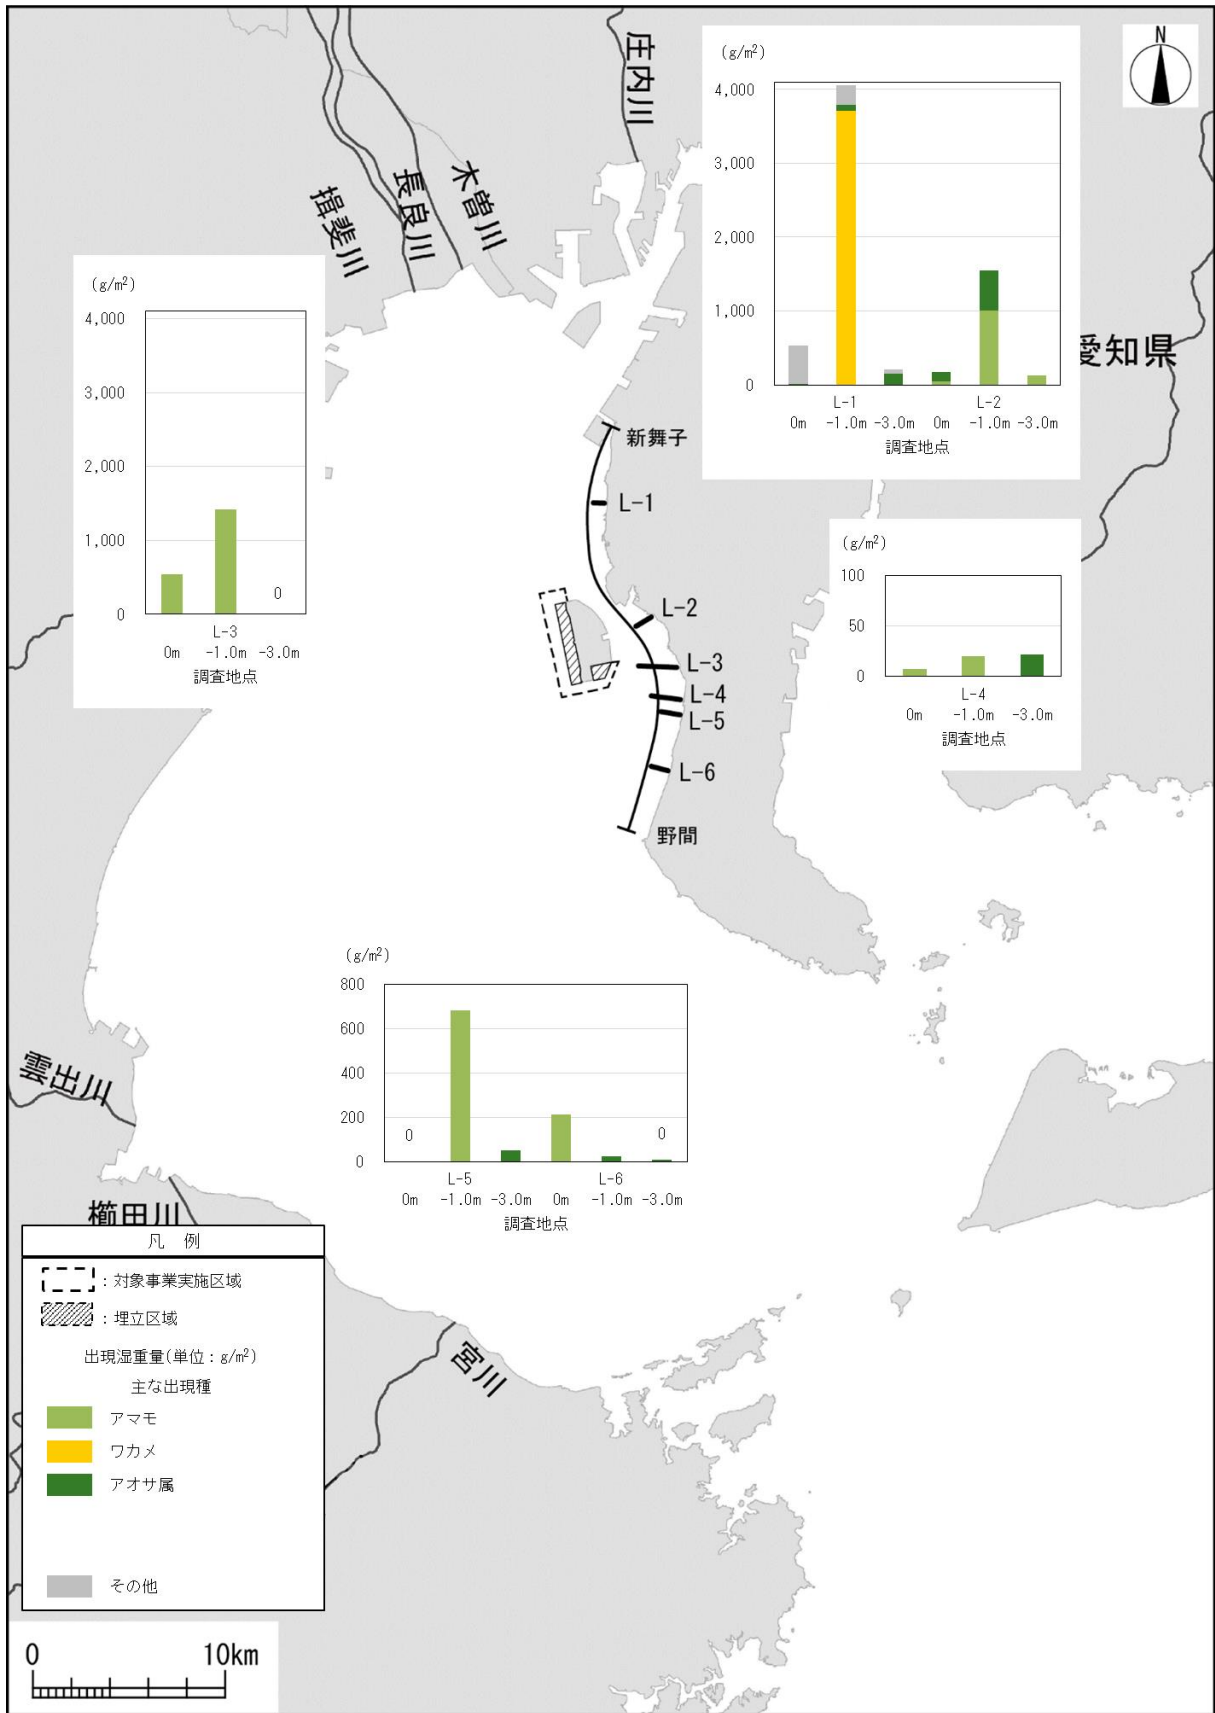 N
庄内川
木曽川
長良川
揖斐川
(g/m²)
4,000
3,000
2,000
1,000
0
L-1 L-2
0m -1.0m -3.0m 0m -1.0m -3.0m
調査地点
愛知県
(g/m²)
4,000
3,000
2,000
1,000
0
0
L-3
0m -1.0m -3.0m
調査地点
新舞子
L-1
L-2
L-3
L-4
L-5
L-6
野間
(g/m²)
100
50
0
L-4
0m -1.0m -3.0m
調査地点
(g/m²)
800
600
400
200
0
0 0
L-5 L-6
0m -1.0m -3.0m 0m -1.0m -3.0m
調査地点
雲出川
櫛田川
宮川
凡 例
：対象事業実施区域
：埋立区域
出現湿重量(単位：g/m²)
主な出現種
アマモ
ワカメ
アオサ属
その他
0 10km